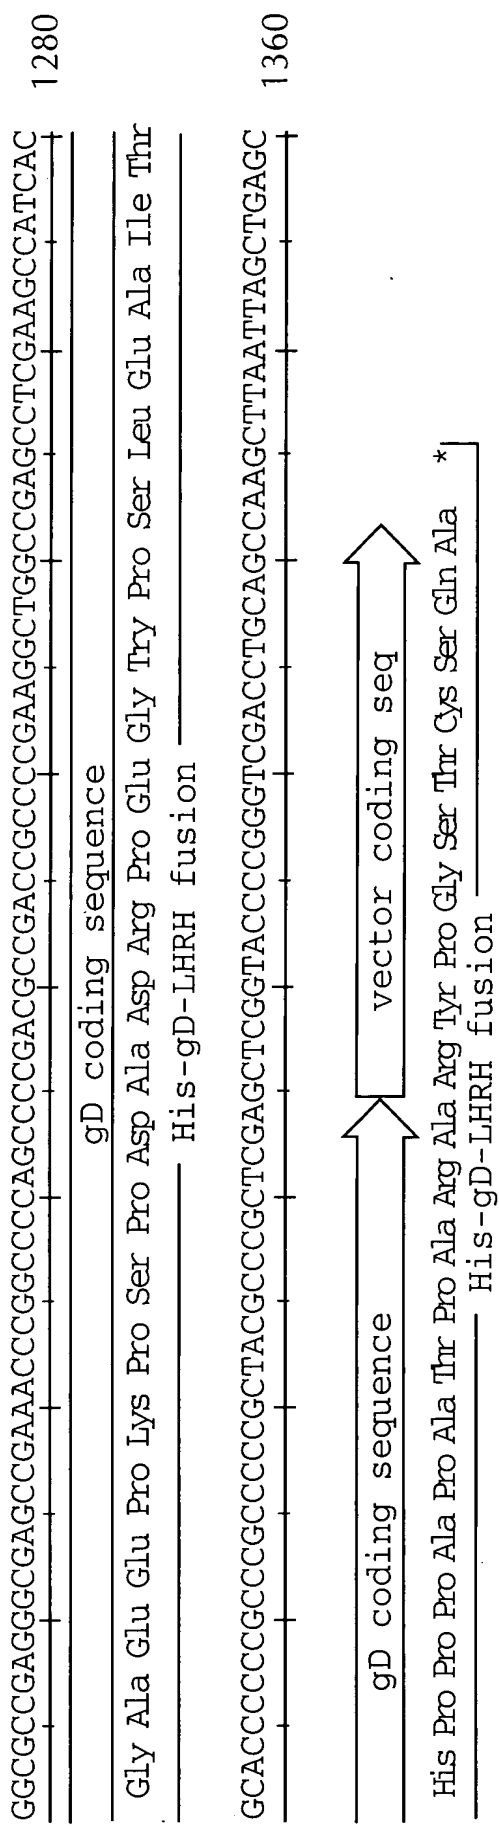 GGCGCCGAGGGCGAGCCGAAACCCGGCCCCAGCCCCGACGCCGACCGCCCCGAAGGCTGGCCGAGCCTCGAAGCCATCAC 1280
gD coding sequence
Gly Ala Glu Glu Pro Lys Pro Ser Pro Asp Ala Asp Arg Pro Glu Gly Try Pro Ser Leu Glu Ala Ile Thr
His-gD-LHRH fusion
GCACCCCCCGCCCGCCCCCGCTACGCCCGCTCGAGCTCGGTACCCCGGGTCGACCTGCAGCCAAGCTTAATTAGCTGAGC 1360
gD coding sequence vector coding seq
His Pro Pro Pro Ala Pro Ala Thr Pro Ala Arg Ala Arg Tyr Pro Gly Ser Thr Cys Ser Gln Ala *
His-gD-LHRH fusion